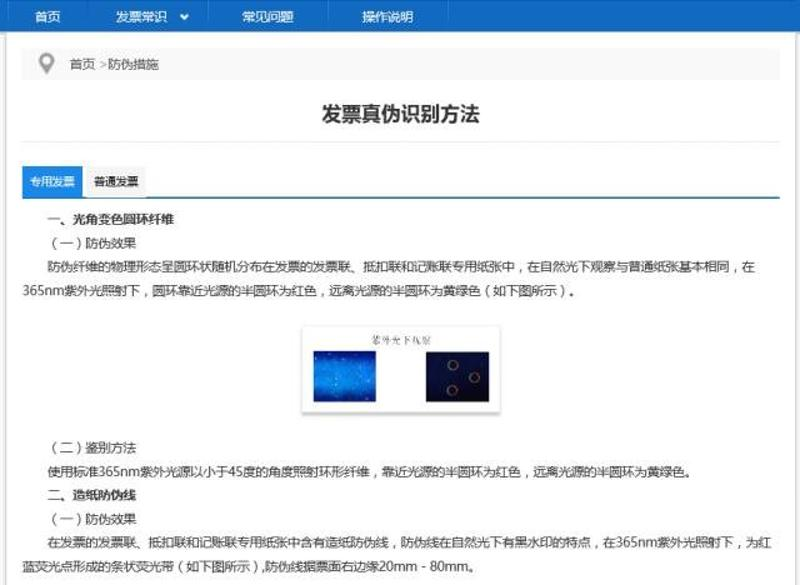 首页 发票常识 常见问题 操作说明
首页 >防伪措施
发票真伪识别方法
专用发票 普通发票
一、光角变色圆环纤维
（一）防伪效果
防伪纤维的物理形态呈圆环状随机分布在发票的发票联、抵扣联和记账联专用纸张中，在自然光下观察与普通纸张基本相同，在
365nm紫外光照射下，圆环靠近光源的半圆环为红色，远离光源的半圆环为黄绿色（如下图所示）。
紫外光下观察
（二）鉴别方法
使用标准365nm紫外光源以小于45度的角度照射环形纤维，靠近光源的半圆环为红色，远离光源的半圆环为黄绿色。
二、造纸防伪线
（一）防伪效果
在发票的发票联、抵扣联和记账联专用纸张中含有造纸防伪线，防伪线在自然光下有黑水印的特点，在365nm紫外光照射下，为红
蓝荧光点形成的条状荧光带（如下图所示）,防伪线据票面右边缘20mm－80mm。